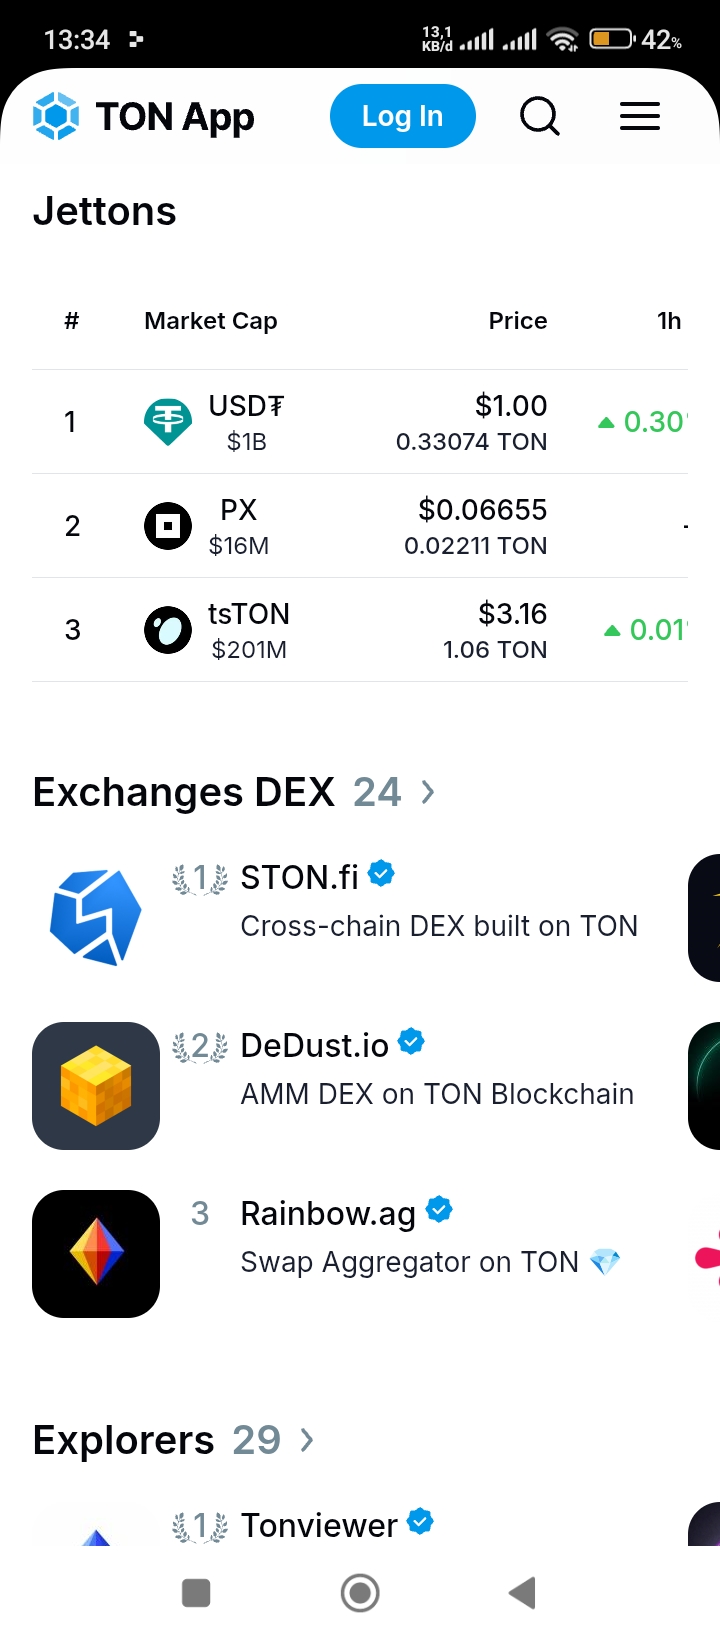 13:34
13,1
KB/d
42%
TON App
Log In
Jettons
# Market Cap Price 1h
1 USD₮ $1.00 0.30
$1B 0.33074 TON
2 PX $0.06655 -
$16M 0.02211 TON
3 tsTON $3.16 0.01
$201M 1.06 TON
Exchanges DEX 24 >
1 STON.fi
Cross-chain DEX built on TON
2 DeDust.io
AMM DEX on TON Blockchain
3 Rainbow.ag
Swap Aggregator on TON 💎
Explorers 29 >
1 Tonviewer